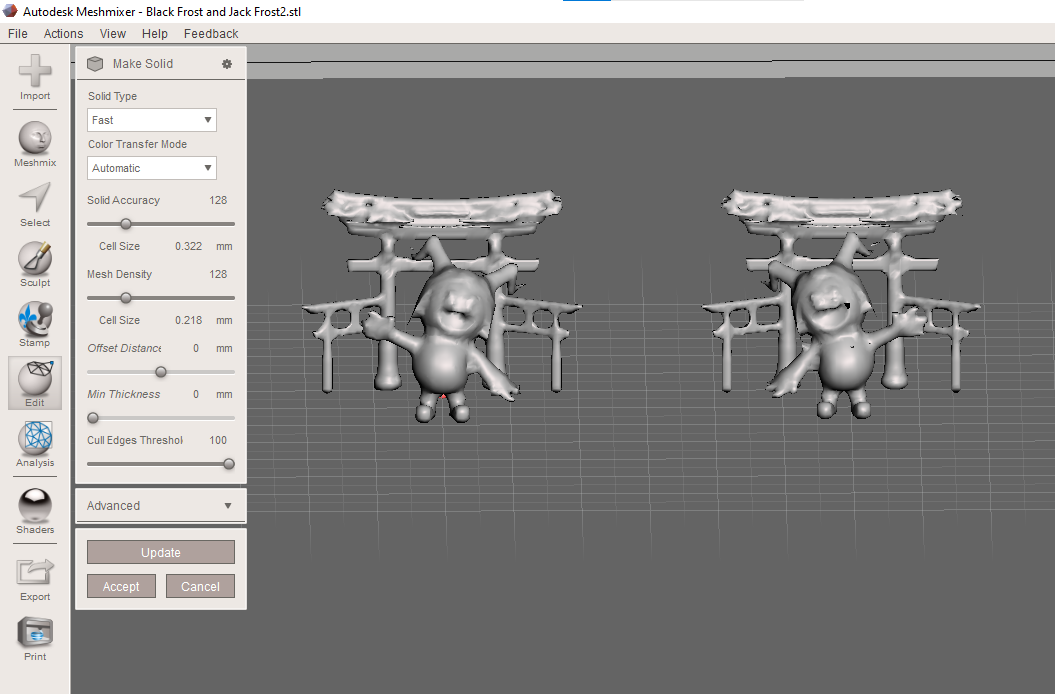 Autodesk Meshmixer - Black Frost and Jack Frost2.stl
File Actions View Help Feedback
Import
Meshmix
Select
Sculpt
Stamp
Edit
Analysis
Shaders
Export
Print
Make Solid
Solid Type
Fast
Color Transfer Mode
Automatic
Solid Accuracy 128
Cell Size 0.322 mm
Mesh Density 128
Cell Size 0.218 mm
Offset Distanc 0 mm
Min Thickness 0 mm
Cull Edges Threshol 100
Advanced
Update
Accept Cancel